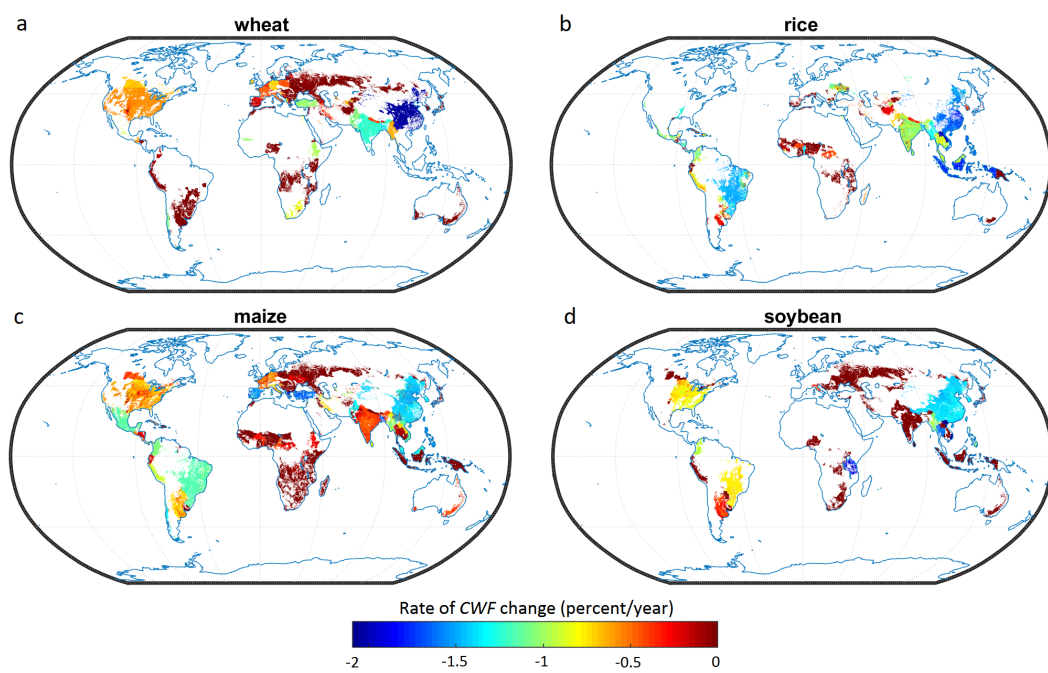 a
wheat
b
rice
c
maize
d
soybean
Rate of CWF change (percent/year)
-2 -1.5 -1 -0.5 0